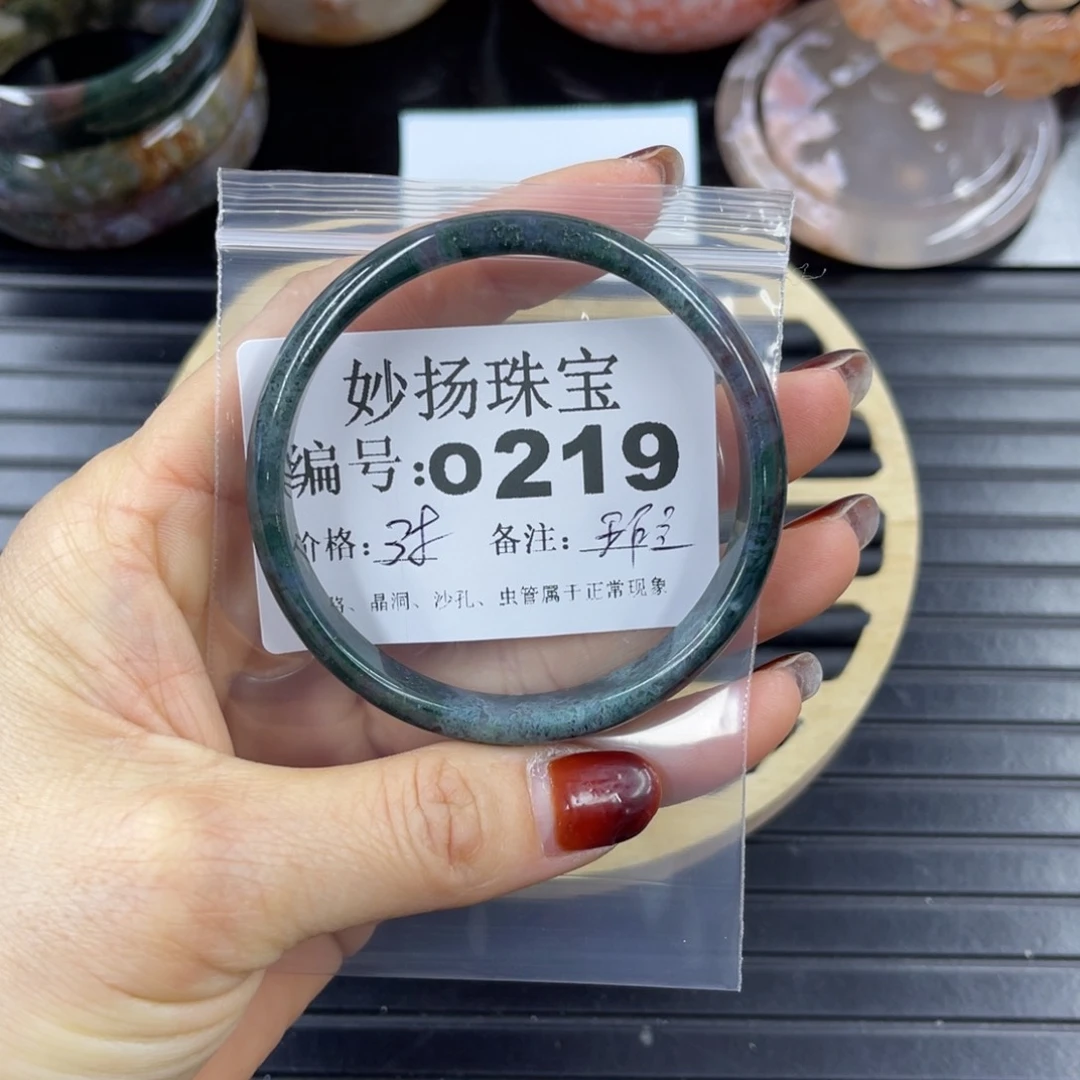 妙扬珠宝
编号:o219
价格: 备注:
、晶洞、沙孔、虫管属于正常现象